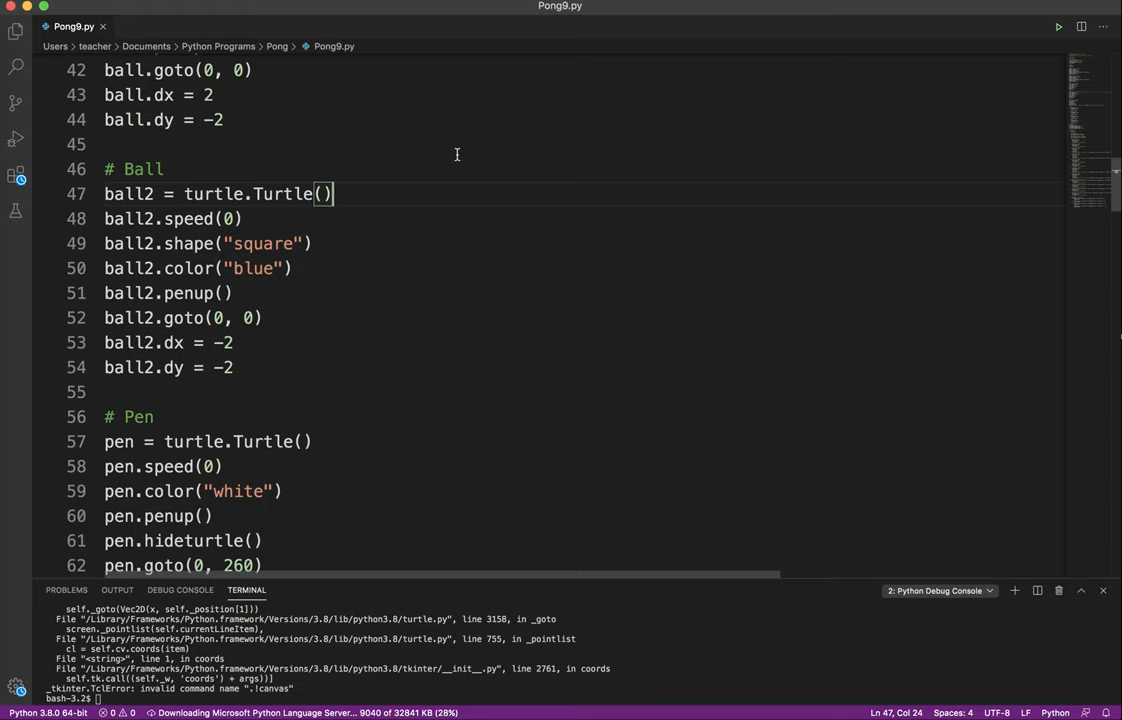 Pong9.py
Pong9.py
Users > teacher > Documents > Python Programs > Pong > Pong9.py
42 ball.goto(0, 0)
43 ball.dx = 2
44 ball.dy = -2
45
46 # Ball
47 ball2 = turtle.Turtle()
48 ball2.speed(0)
49 ball2.shape("square")
50 ball2.color("blue")
51 ball2.penup()
52 ball2.goto(0, 0)
53 ball2.dx = -2
54 ball2.dy = -2
55
56 # Pen
57 pen = turtle.Turtle()
58 pen.speed(0)
59 pen.color("white")
60 pen.penup()
61 pen.hideturtle()
62 pen.goto(0, 260)
PROBLEMS OUTPUT DEBUG CONSOLE TERMINAL 2: Python Debug Console
self._goto(Vec2D(x, self._position[1]))
File "/Library/Frameworks/Python.framework/Versions/3.8/lib/python3.8/turtle.py", line 3158, in _goto
screen._pointlist(self.currentLineItem),
File "/Library/Frameworks/Python.framework/Versions/3.8/lib/python3.8/turtle.py", line 755, in _pointlist
cl = self.cv.coords(item)
File "<string>", line 1, in coords
File "/Library/Frameworks/Python.framework/Versions/3.8/lib/python3.8/tkinter/__init__.py", line 2761, in coords
self.tk.call((self._w, 'coords') + args))]
_tkinter.TclError: invalid command name ".!canvas"
bash-3.2$
Python 3.8.0 64-bit 0 0 Downloading Microsoft Python Language Server... 9040 of 32841 KB (28%) Ln 47, Col 24 Spaces: 4 UTF-8 LF Python